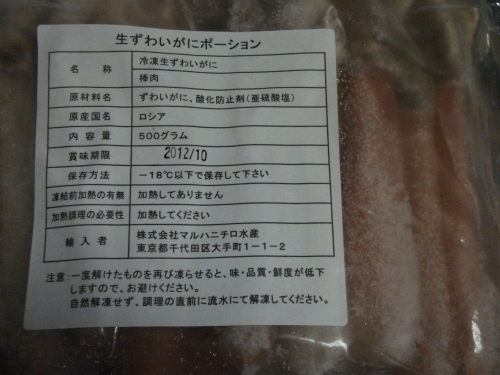 生ずわいがにポーション
名 称 冷凍生ずわいがに
棒肉
原材料名 ずわいがに、酸化防止剤(亜硫酸塩)
原産国名 ロシア
内 容 量 500グラム
賞味期限 2012/10
保存方法 -18℃以下で保存して下さい
凍結前加熱の有無 加熱してありません
加熱調理の必要性 加熱してください
輸 入 者 株式会社マルハニチロ水産
東京都千代田区大手町1-1-2
注意:一度解けたものを再び凍らせると、味・品質・鮮度が低下
しますので、お避けください。
自然解凍せず、調理の直前に流水にて解凍してください。